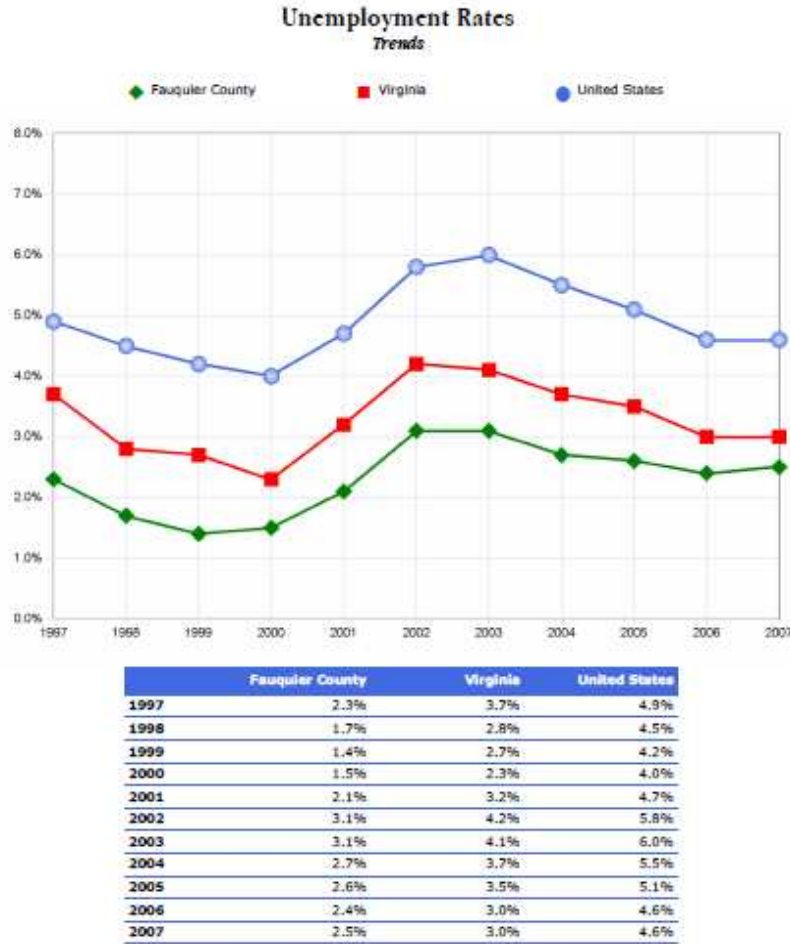 Unemployment Rates
Trends
Fauquier County Virginia United States
8.0%
7.0%
6.0%
5.0%
4.0%
3.0%
2.0%
1.0%
0.0%
1997 1998 1999 2000 2001 2002 2003 2004 2005 2006 2007
Fauquier County Virginia United States
1997 2.3% 3.7% 4.9%
1998 1.7% 2.8% 4.5%
1999 1.4% 2.7% 4.2%
2000 1.5% 2.3% 4.0%
2001 2.1% 3.2% 4.7%
2002 3.1% 4.2% 5.8%
2003 3.1% 4.1% 6.0%
2004 2.7% 3.7% 5.5%
2005 2.6% 3.5% 5.1%
2006 2.4% 3.0% 4.6%
2007 2.5% 3.0% 4.6%